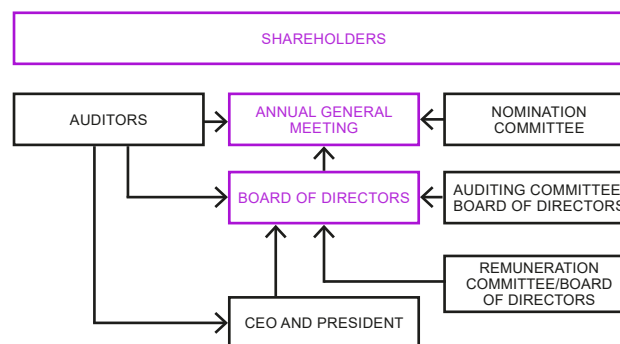 SHAREHOLDERS
AUDITORS
ANNUAL GENERAL
MEETING
NOMINATION
COMMITTEE
BOARD OF DIRECTORS
AUDITING COMMITTEE
BOARD OF DIRECTORS
REMUNERATION
COMMITTEE/BOARD
OF DIRECTORS
CEO AND PRESIDENT